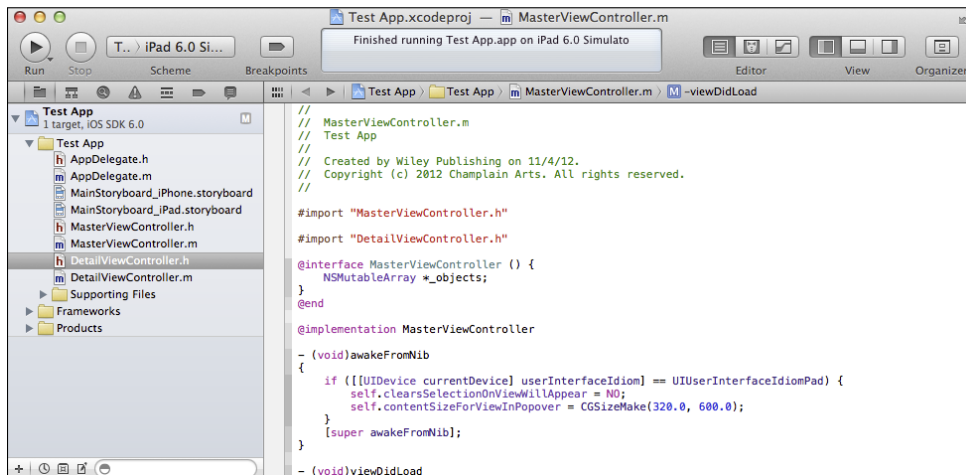 Test App.xcodeproj — m MasterViewController.m
T.. iPad 6.0 Si...
Finished running Test App.app on iPad 6.0 Simulato
Run Stop Scheme Breakpoints Editor View Organizer
Test App
1 target, iOS SDK 6.0
M
Test App
h AppDelegate.h
m AppDelegate.m
MainStoryboard_iPhone.storyboard
MainStoryboard_iPad.storyboard
h MasterViewController.h
m MasterViewController.m
h DetailViewController.h
m DetailViewController.m
Supporting Files
Frameworks
Products
Test App Test App m MasterViewController.m M -viewDidLoad
//
// MasterViewController.m
// Test App
//
// Created by Wiley Publishing on 11/4/12.
// Copyright (c) 2012 Champlain Arts. All rights reserved.
//
#import "MasterViewController.h"
#import "DetailViewController.h"
@interface MasterViewController () {
NSMutableArray *_objects;
}
@end
@implementation MasterViewController
- (void)awakeFromNib
{
if ([[UIDevice currentDevice] userInterfaceIdiom] == UIUserInterfaceIdiomPad) {
self.clearsSelectionOnViewWillAppear = NO;
self.contentSizeForViewInPopover = CGSizeMake(320.0, 600.0);
}
[super awakeFromNib];
}
- (void)viewDidLoad